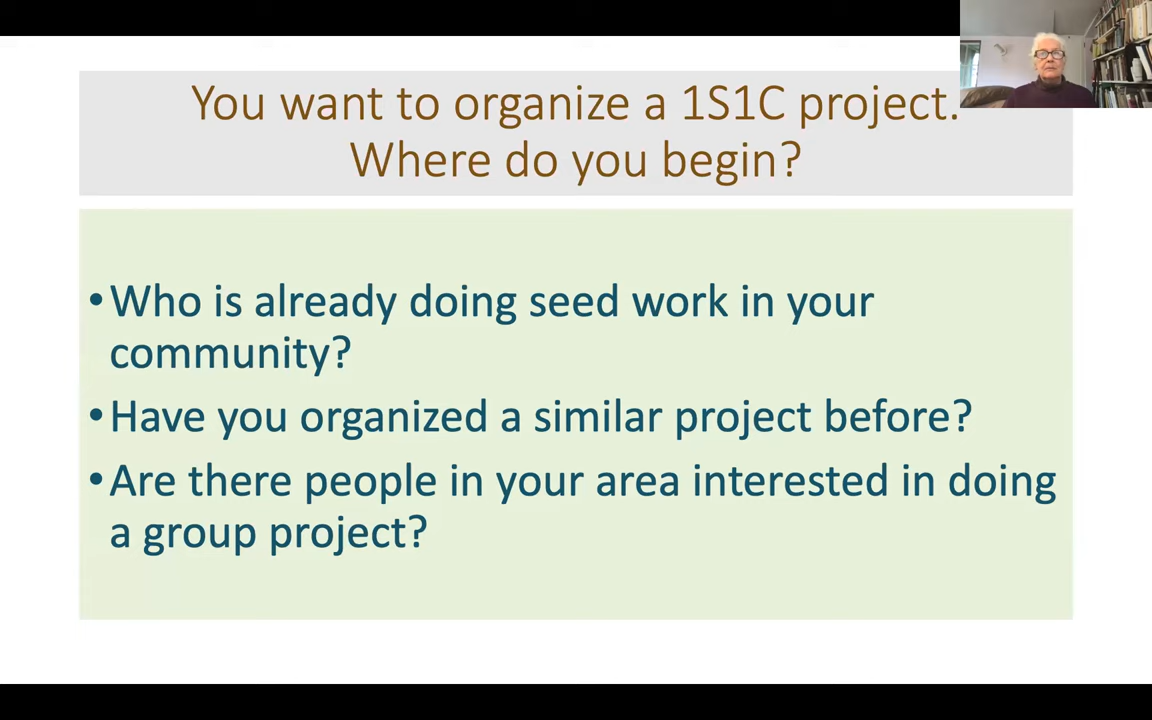 You want to organize a 1S1C project.
Where do you begin?
•Who is already doing seed work in your
community?
•Have you organized a similar project before?
•Are there people in your area interested in doing
a group project?